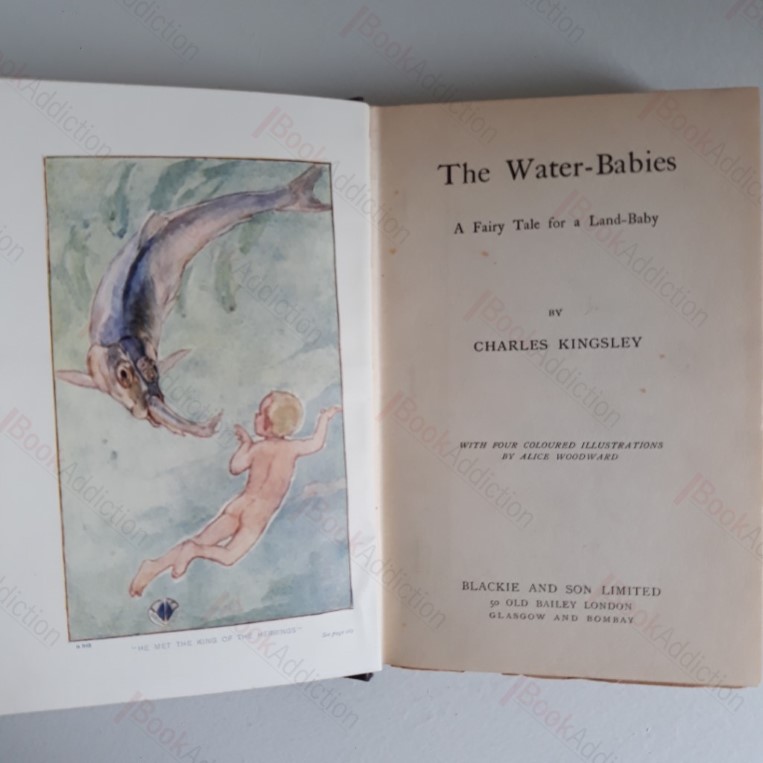 "HE MET THE KING OF THE HERRINGS"
The Water-Babies
A Fairy Tale for a Land-Baby
BY
CHARLES KINGSLEY
WITH FOUR COLOURED ILLUSTRATIONS
BY ALICE WOODWARD
BLACKIE AND SON LIMITED
50 OLD BAILEY LONDON
GLASGOW AND BOMBAY
BookAddiction